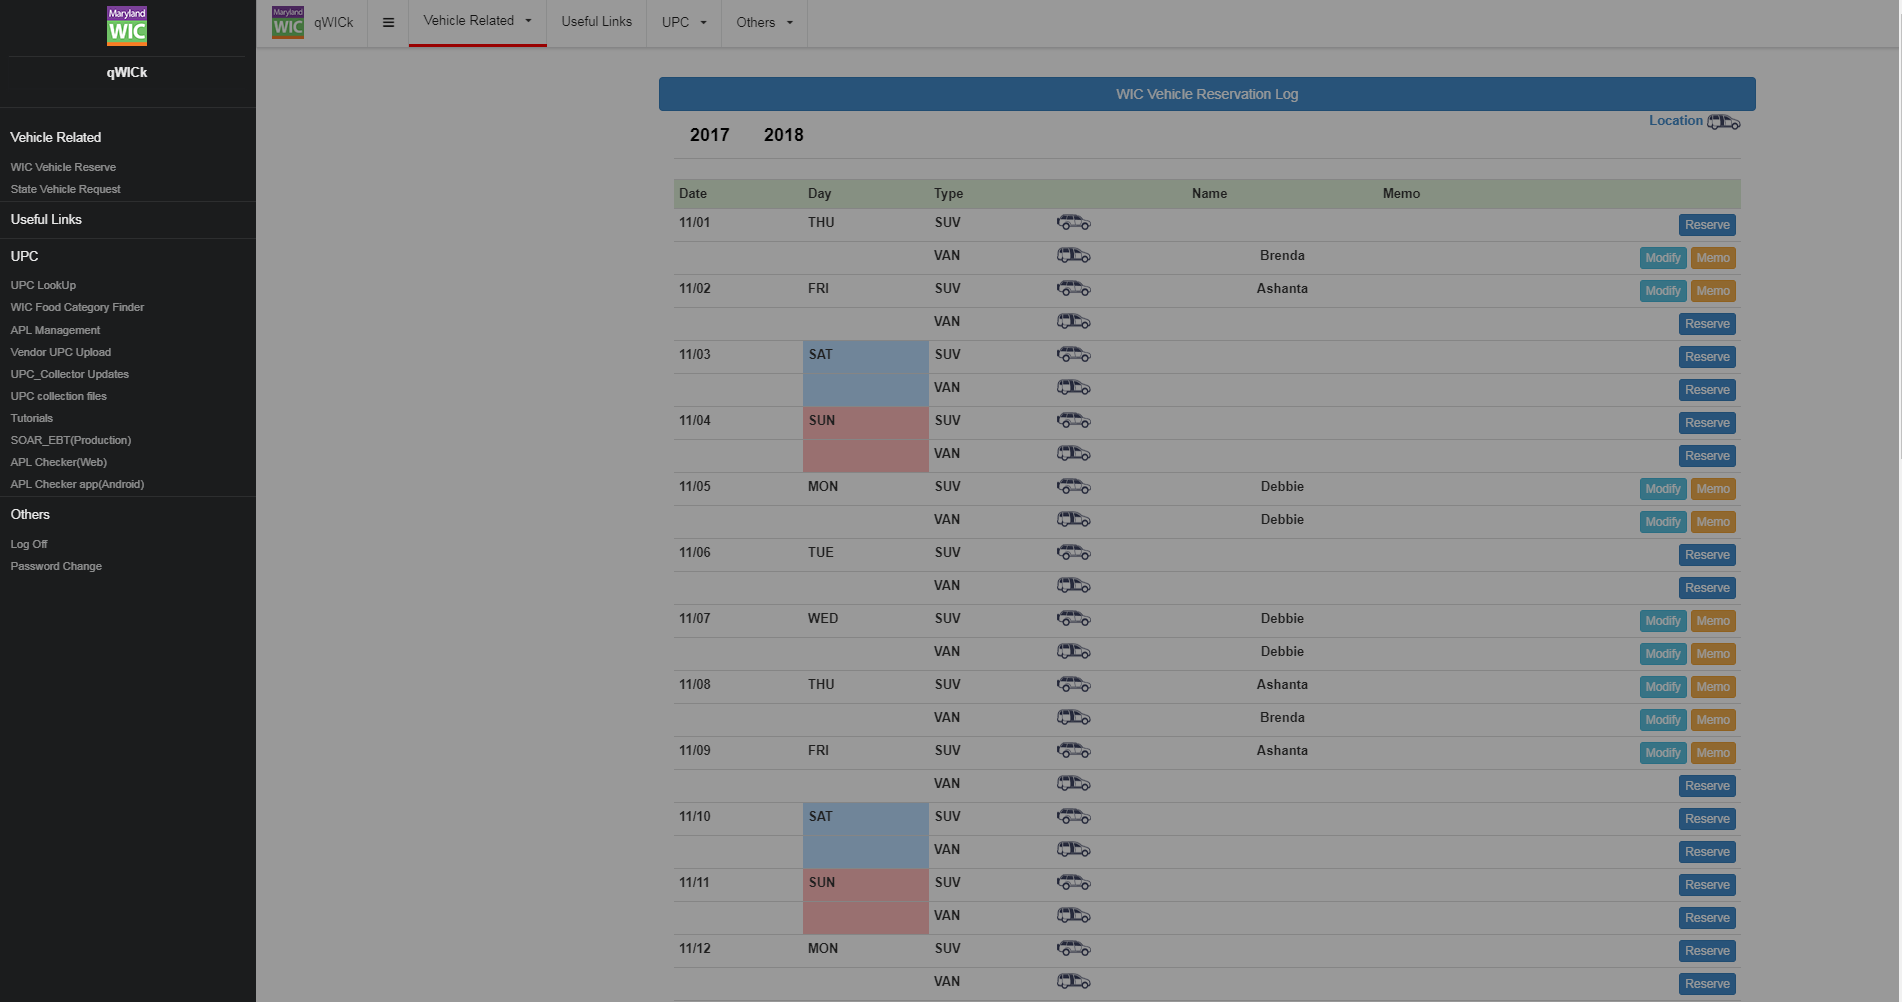 Maryland
WIC
qWICk
Vehicle Related
WIC Vehicle Reserve
State Vehicle Request
Useful Links
UPC
UPC LookUp
WIC Food Category Finder
APL Management
Vendor UPC Upload
UPC_Collector Updates
UPC collection files
Tutorials
SOAR_EBT(Production)
APL Checker(Web)
APL Checker app(Android)
Others
Log Off
Password Change
Maryland
WIC
qWICk Vehicle Related Useful Links UPC Others
WIC Vehicle Reservation Log
Location
2017 2018
Date Day Type Name Memo
11/01 THU SUV Reserve
VAN Brenda Modify Memo
11/02 FRI SUV Ashanta Modify Memo
VAN Reserve
11/03 SAT SUV Reserve
VAN Reserve
11/04 SUN SUV Reserve
VAN Reserve
11/05 MON SUV Debbie Modify Memo
VAN Debbie Modify Memo
11/06 TUE SUV Reserve
VAN Reserve
11/07 WED SUV Debbie Modify Memo
VAN Debbie Modify Memo
11/08 THU SUV Ashanta Modify Memo
VAN Brenda Modify Memo
11/09 FRI SUV Ashanta Modify Memo
VAN Reserve
11/10 SAT SUV Reserve
VAN Reserve
11/11 SUN SUV Reserve
VAN Reserve
11/12 MON SUV Reserve
VAN Reserve